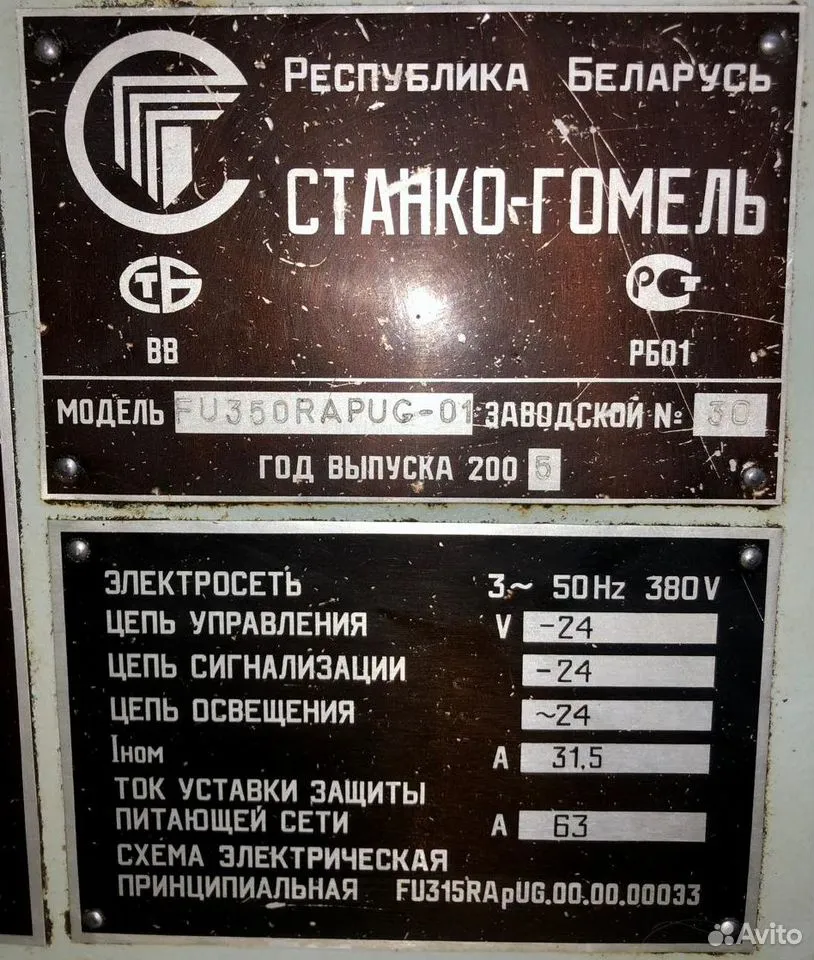 РЕСПУБЛИКА БЕЛАРУСЬ
СТАНКО-ГОМЕЛЬ
СТБ
РСТ
ВВ
РБ01
МОДЕЛЬ FU350RAPUG-01 ЗАВОДСКОЙ № 30
ГОД ВЫПУСКА 2005
ЭЛЕКТРОСЕТЬ 3~ 50Hz 380V
ЦЕПЬ УПРАВЛЕНИЯ V -24
ЦЕПЬ СИГНАЛИЗАЦИИ -24
ЦЕПЬ ОСВЕЩЕНИЯ ~24
Iном A 31,5
ТОК УСТАВКИ ЗАЩИТЫ
ПИТАЮЩЕЙ СЕТИ A 63
СХЕМА ЭЛЕКТРИЧЕСКАЯ
ПРИНЦИПИАЛЬНАЯ FU315RApUG.00.00.00033
Avito